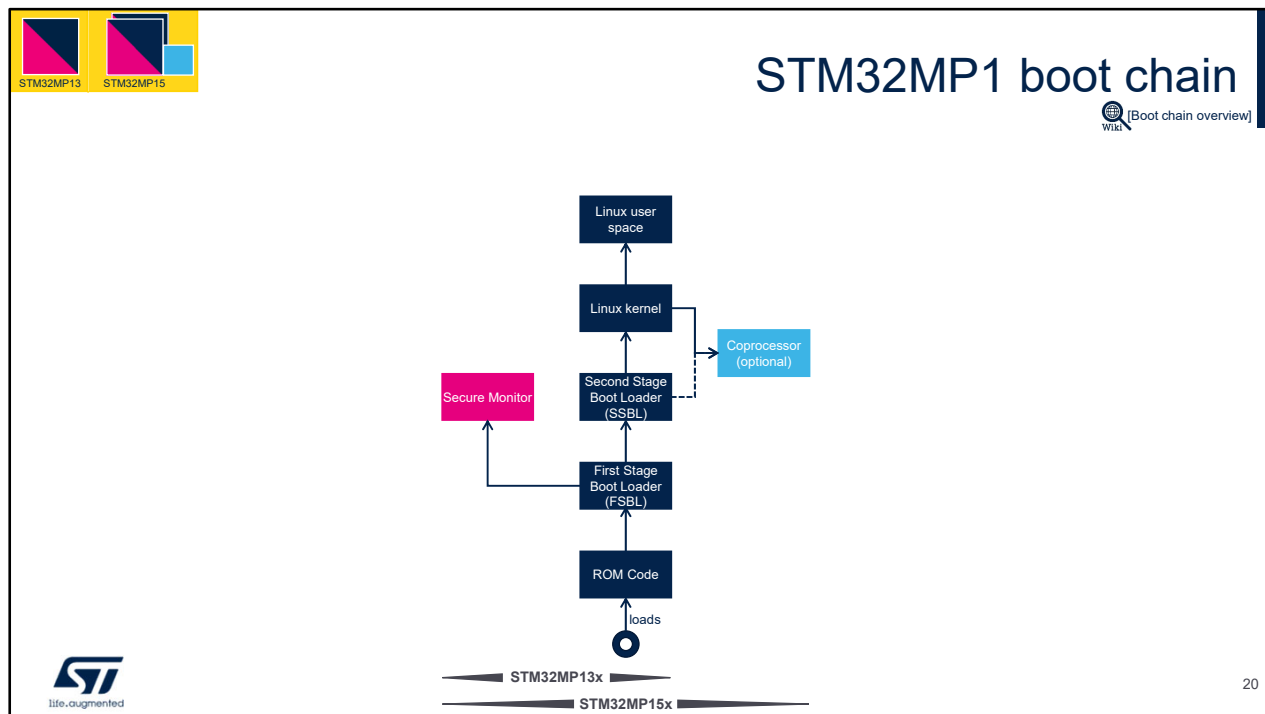 STM32MP13
STM32MP15
STM32MP1 boot chain
Wiki
[Boot chain overview]
Linux user
space
Linux kernel
Coprocessor
(optional)
Secure Monitor
Second Stage
Boot Loader
(SSBL)
First Stage
Boot Loader
(FSBL)
ROM Code
loads
STM32MP13x
STM32MP15x
ST
life.augmented
20